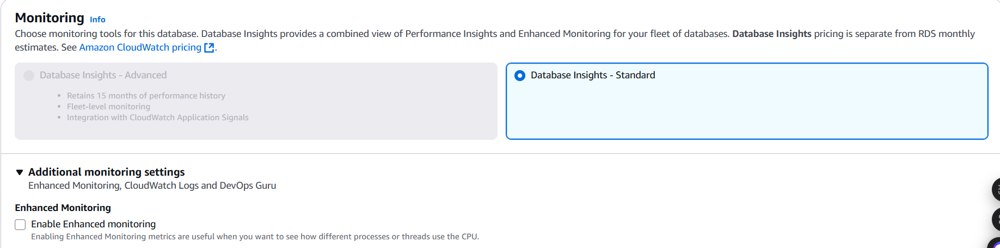 Monitoring Info
Choose monitoring tools for this database. Database Insights provides a combined view of Performance Insights and Enhanced Monitoring for your fleet of databases. Database Insights pricing is separate from RDS monthly
estimates. See Amazon CloudWatch pricing.
Database Insights - Advanced
• Retains 15 months of performance history
• Fleet-level monitoring
• Integration with CloudWatch Application Signals
Database Insights - Standard
Additional monitoring settings
Enhanced Monitoring, CloudWatch Logs and DevOps Guru
Enhanced Monitoring
Enable Enhanced monitoring
Enabling Enhanced Monitoring metrics are useful when you want to see how different processes or threads use the CPU.